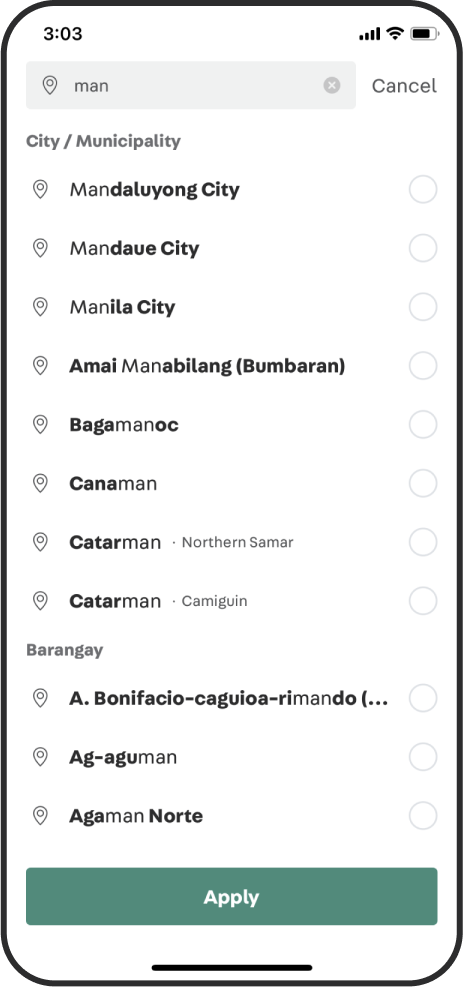 3:03
man Cancel
City / Municipality
Mandaluyong City
Mandaue City
Manila City
Amai Manabilang (Bumbaran)
Bagamanoc
Canaman
Catarman · Northern Samar
Catarman · Camiguin
Barangay
A. Bonifacio-caguioa-rimando (...
Ag-aguman
Agaman Norte
Apply